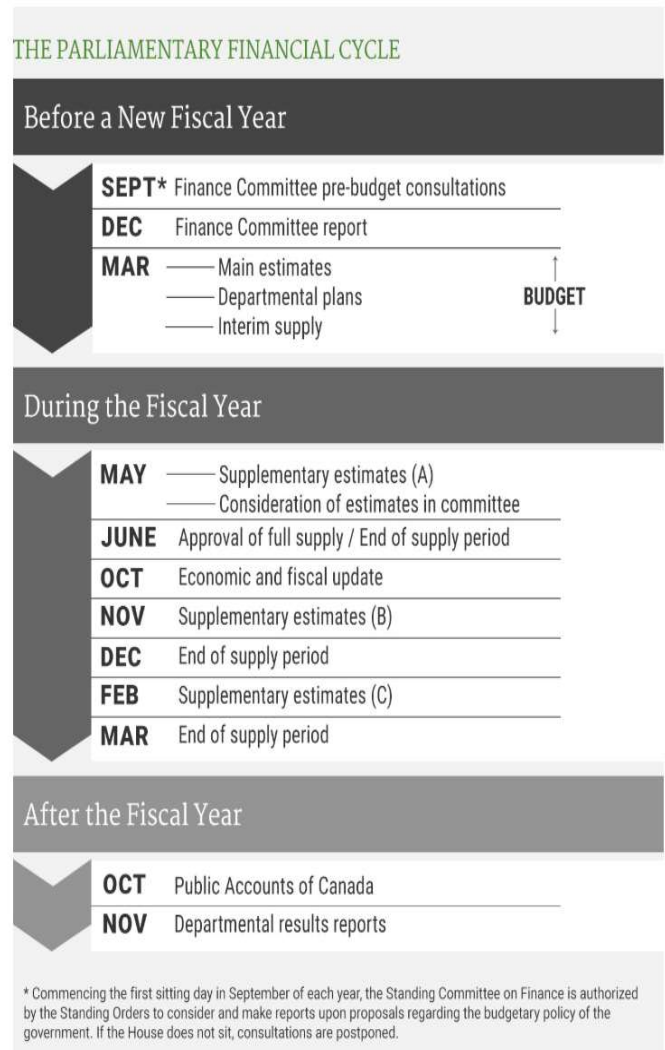 THE PARLIAMENTARY FINANCIAL CYCLE
Before a New Fiscal Year
SEPT* Finance Committee pre-budget consultations
DEC Finance Committee report
MAR Main estimates
Departmental plans
Interim supply
BUDGET
During the Fiscal Year
MAY Supplementary estimates (A)
Consideration of estimates in committee
JUNE Approval of full supply / End of supply period
OCT Economic and fiscal update
NOV Supplementary estimates (B)
DEC End of supply period
FEB Supplementary estimates (C)
MAR End of supply period
After the Fiscal Year
OCT Public Accounts of Canada
NOV Departmental results reports
* Commencing the first sitting day in September of each year, the Standing Committee on Finance is authorized
by the Standing Orders to consider and make reports upon proposals regarding the budgetary policy of the
government. If the House does not sit, consultations are postponed.